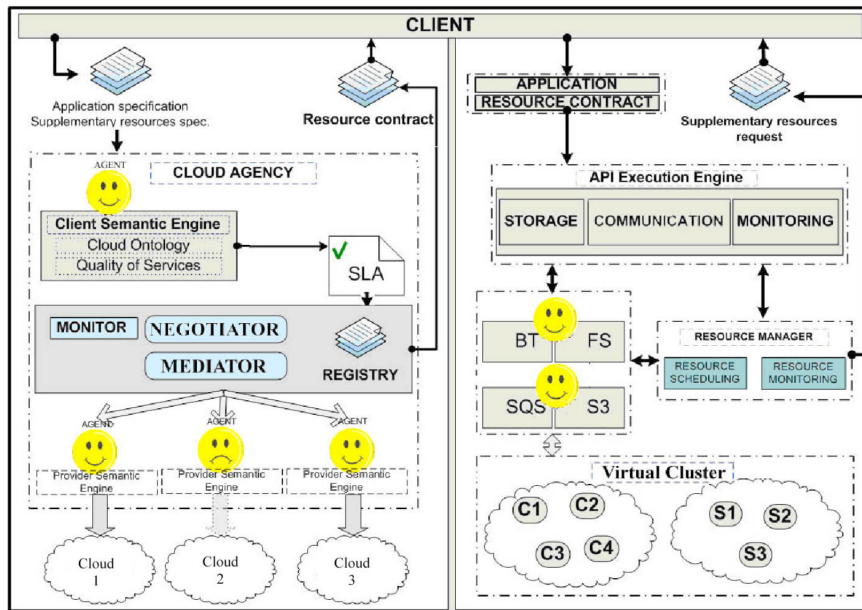 CLIENT
Application specification
Supplementary resources spec.
Resource contract
AGENT
CLOUD AGENCY
Client Semantic Engine
Cloud Ontology
Quality of Services
SLA
MONITOR
NEGOTIATOR
MEDIATOR
REGISTRY
AGENT
AGENT
AGENT
Provider Semantic
Engine
Provider Semantic
Engine
Provider Semantic
Engine
Cloud
1
Cloud
2
Cloud
3
APPLICATION
RESOURCE CONTRACT
Supplementary resources
request
API Execution Engine
STORAGE
COMMUNICATION
MONITORING
BT
FS
SQS
S3
RESOURCE MANAGER
RESOURCE
SCHEDULING
RESOURCE
MONITORING
Virtual Cluster
C1
C2
C3
C4
S1
S2
S3